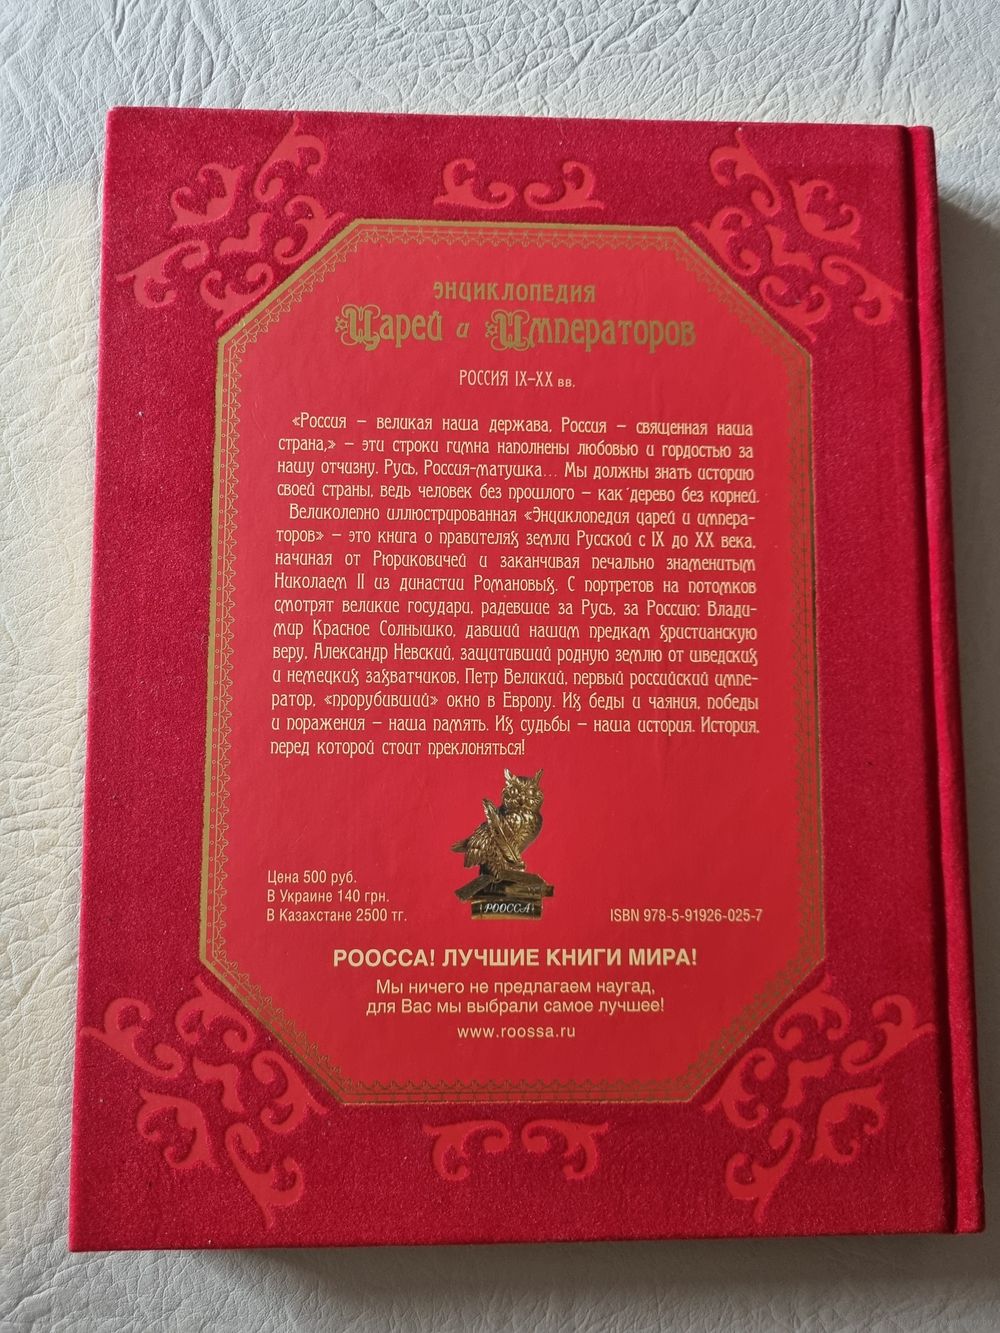 ЭНЦИКЛОПЕДИЯ
Царей и Императоров
РОССИЯ IX–XX вв.
«Россия – великая наша держава, Россия – священная наша
страна,» – эти строки гимна наполнены любовью и гордостью за
нашу отчизну. Русь, Россия-матушка... Мы должны знать историю
своей страны, ведь человек без прошлого – как дерево без корней.
Великолепно иллюстрированная «Энциклопедия царей и импера-
торов» – это книга о правителях земли Русской с IX до XX века,
начиная от Рюриковичей и заканчивая печально знаменитым
Николаем II из династии Романовых. С портретов на потомков
смотрят великие государи, радевшие за Русь, за Россию: Влади-
мир Красное Солнышко, давший нашим предкам христианскую
веру, Александр Невский, защитивший родную землю от шведских
и немецких захватчиков, Петр Великий, первый российский импе-
ратор, «прорубивший» окно в Европу. Их беды и чаяния, победы
и поражения – наша память. Их судьбы – наша история. История,
перед которой стоит преклоняться!
РООССА
Цена 500 руб.
В Украине 140 грн.
В Казахстане 2500 тг.
ISBN 978-5-91926-025-7
РООССА! ЛУЧШИЕ КНИГИ МИРА!
Мы ничего не предлагаем наугад,
для Вас мы выбрали самое лучшее!
www.roossa.ru